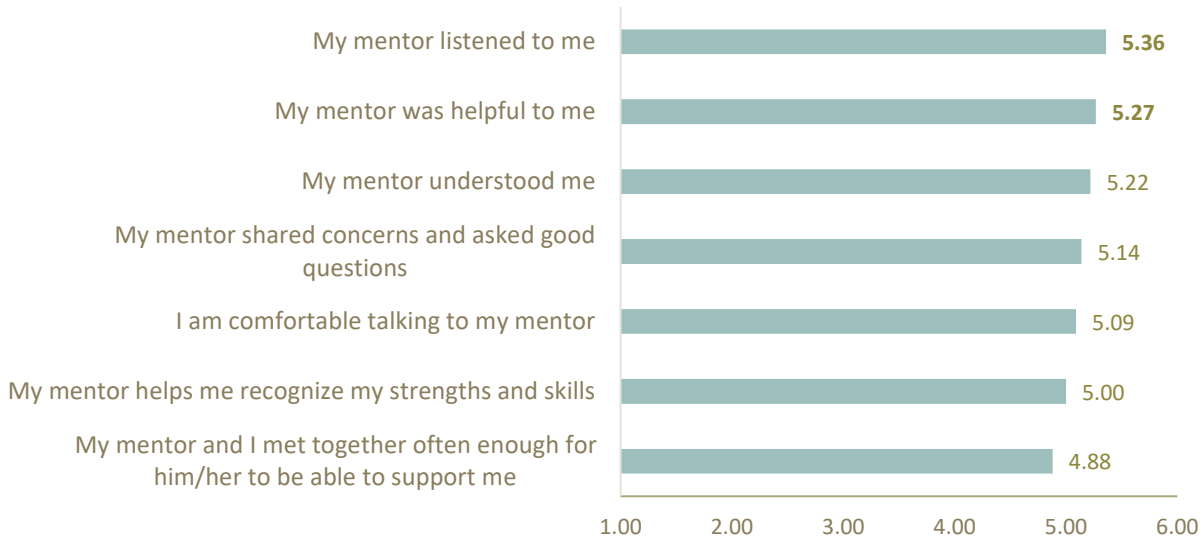 My mentor listened to me
5.36
My mentor was helpful to me
5.27
My mentor understood me
5.22
My mentor shared concerns and asked good
questions
5.14
I am comfortable talking to my mentor
5.09
My mentor helps me recognize my strengths and skills
5.00
My mentor and I met together often enough for
him/her to be able to support me
4.88
1.00 2.00 3.00 4.00 5.00 6.00